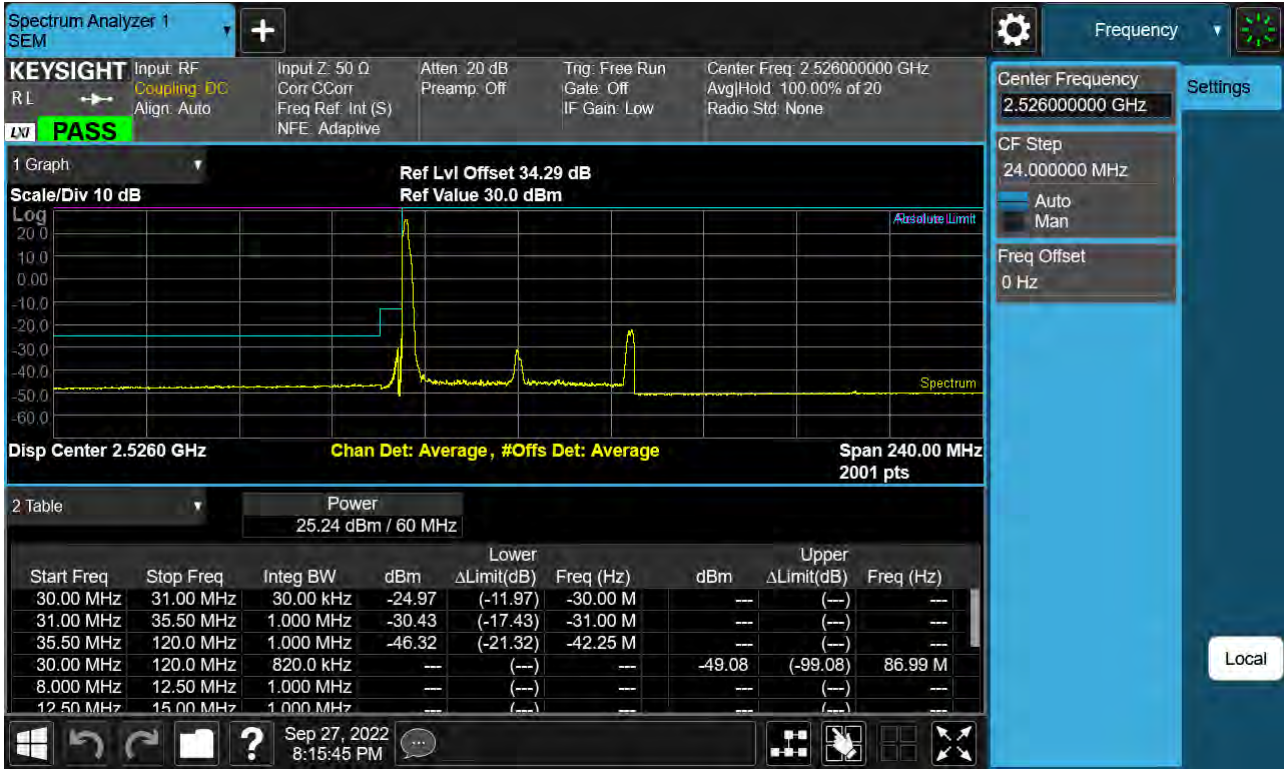 Spectrum Analyzer 1
SEM
Frequency
KEYSIGHT
RL
LXI
PASS
Input: RF
Coupling: DC
Align: Auto
Input Z: 50 Ω
Corr CCorr
Freq Ref: Int (S)
NFE: Adaptive
Atten: 20 dB
Preamp: Off
Trig: Free Run
Gate: Off
IF Gain: Low
Center Freq: 2.526000000 GHz
Avg|Hold: 100.00% of 20
Radio Std: None
Center Frequency
2.526000000 GHz
Settings
CF Step
24.000000 MHz
Auto
Man
Freq Offset
0 Hz
1 Graph
Scale/Div 10 dB
Ref Lvl Offset 34.29 dB
Ref Value 30.0 dBm
Log
20.0
10.0
0.00
-10.0
-20.0
-30.0
-40.0
-50.0
-60.0
Absolute Limit
Spectrum
Disp Center 2.5260 GHz
Chan Det: Average, #Offs Det: Average
Span 240.00 MHz
2001 pts
2 Table
Power
25.24 dBm / 60 MHz
Lower Upper
Start Freq Stop Freq Integ BW dBm ΔLimit(dB) Freq (Hz) dBm ΔLimit(dB) Freq (Hz)
30.00 MHz 31.00 MHz 30.00 kHz -24.97 (-11.97) -30.00 M --- (---) ---
31.00 MHz 35.50 MHz 1.000 MHz -30.43 (-17.43) -31.00 M --- (---) ---
35.50 MHz 120.0 MHz 1.000 MHz -46.32 (-21.32) -42.25 M --- (---) ---
30.00 MHz 120.0 MHz 820.0 kHz --- (---) --- -49.08 (-99.08) 86.99 M
8.000 MHz 12.50 MHz 1.000 MHz --- (---) --- --- (---) ---
12.50 MHz 15.00 MHz 1.000 MHz --- (---) --- --- (---) ---
Local
?
Sep 27, 2022
8:15:45 PM